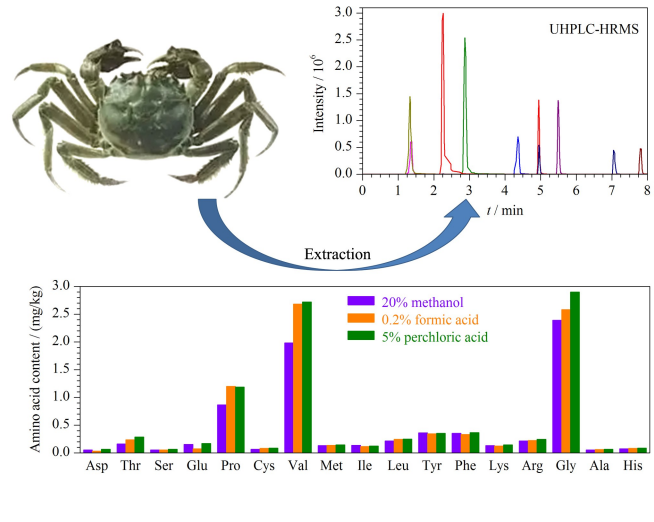 UHPLC-HRMS
Intensity / 10⁶
3.0
2.5
2.0
1.5
1.0
0.5
0.0
0 1 2 3 4 5 6 7 8
t / min
Extraction
Amino acid content / (mg/kg)
3.0
2.5
2.0
1.5
1.0
0.5
0.0
20% methanol
0.2% formic acid
5% perchloric acid
Asp Thr Ser Glu Pro Cys Val Met Ile Leu Tyr Phe Lys Arg Gly Ala His